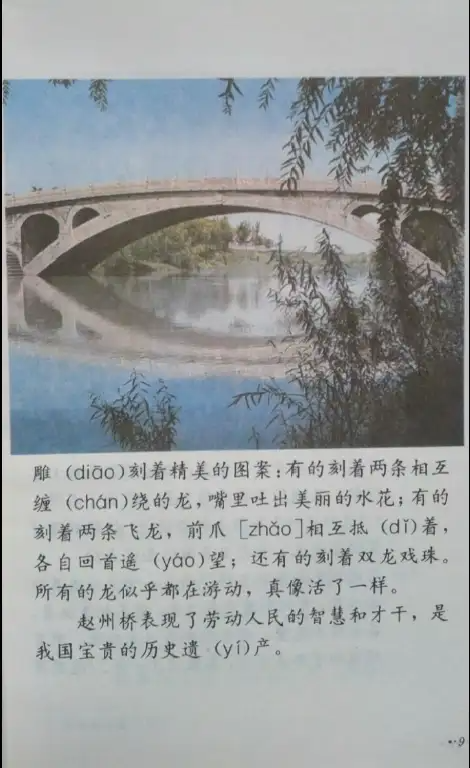 雕(diāo)刻着精美的图案:有的刻着两条相互
缠(chán)绕的龙,嘴里吐出美丽的水花;有的
刻着两条飞龙,前爪[zhǎo]相互抵(dǐ)着,
各自回首遥(yáo)望;还有的刻着双龙戏珠。
所有的龙似乎都在游动,真像活了一样。
赵州桥表现了劳动人民的智慧和才干,是
我国宝贵的历史遗(yí)产。
9